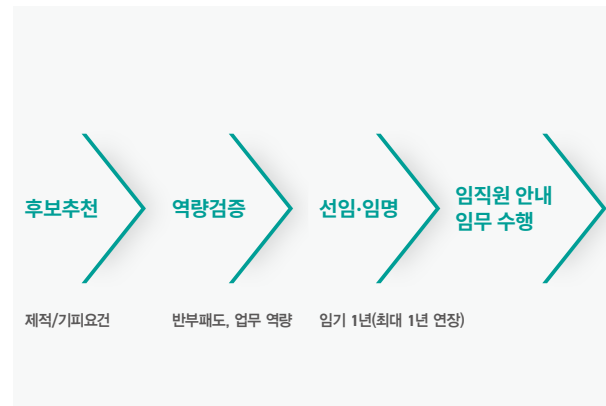 후보추천
역량검증
선임·임명
임직원 안내
임무 수행
제척/기피요건
반부패도, 업무 역량
임기 1년(최대 1년 연장)